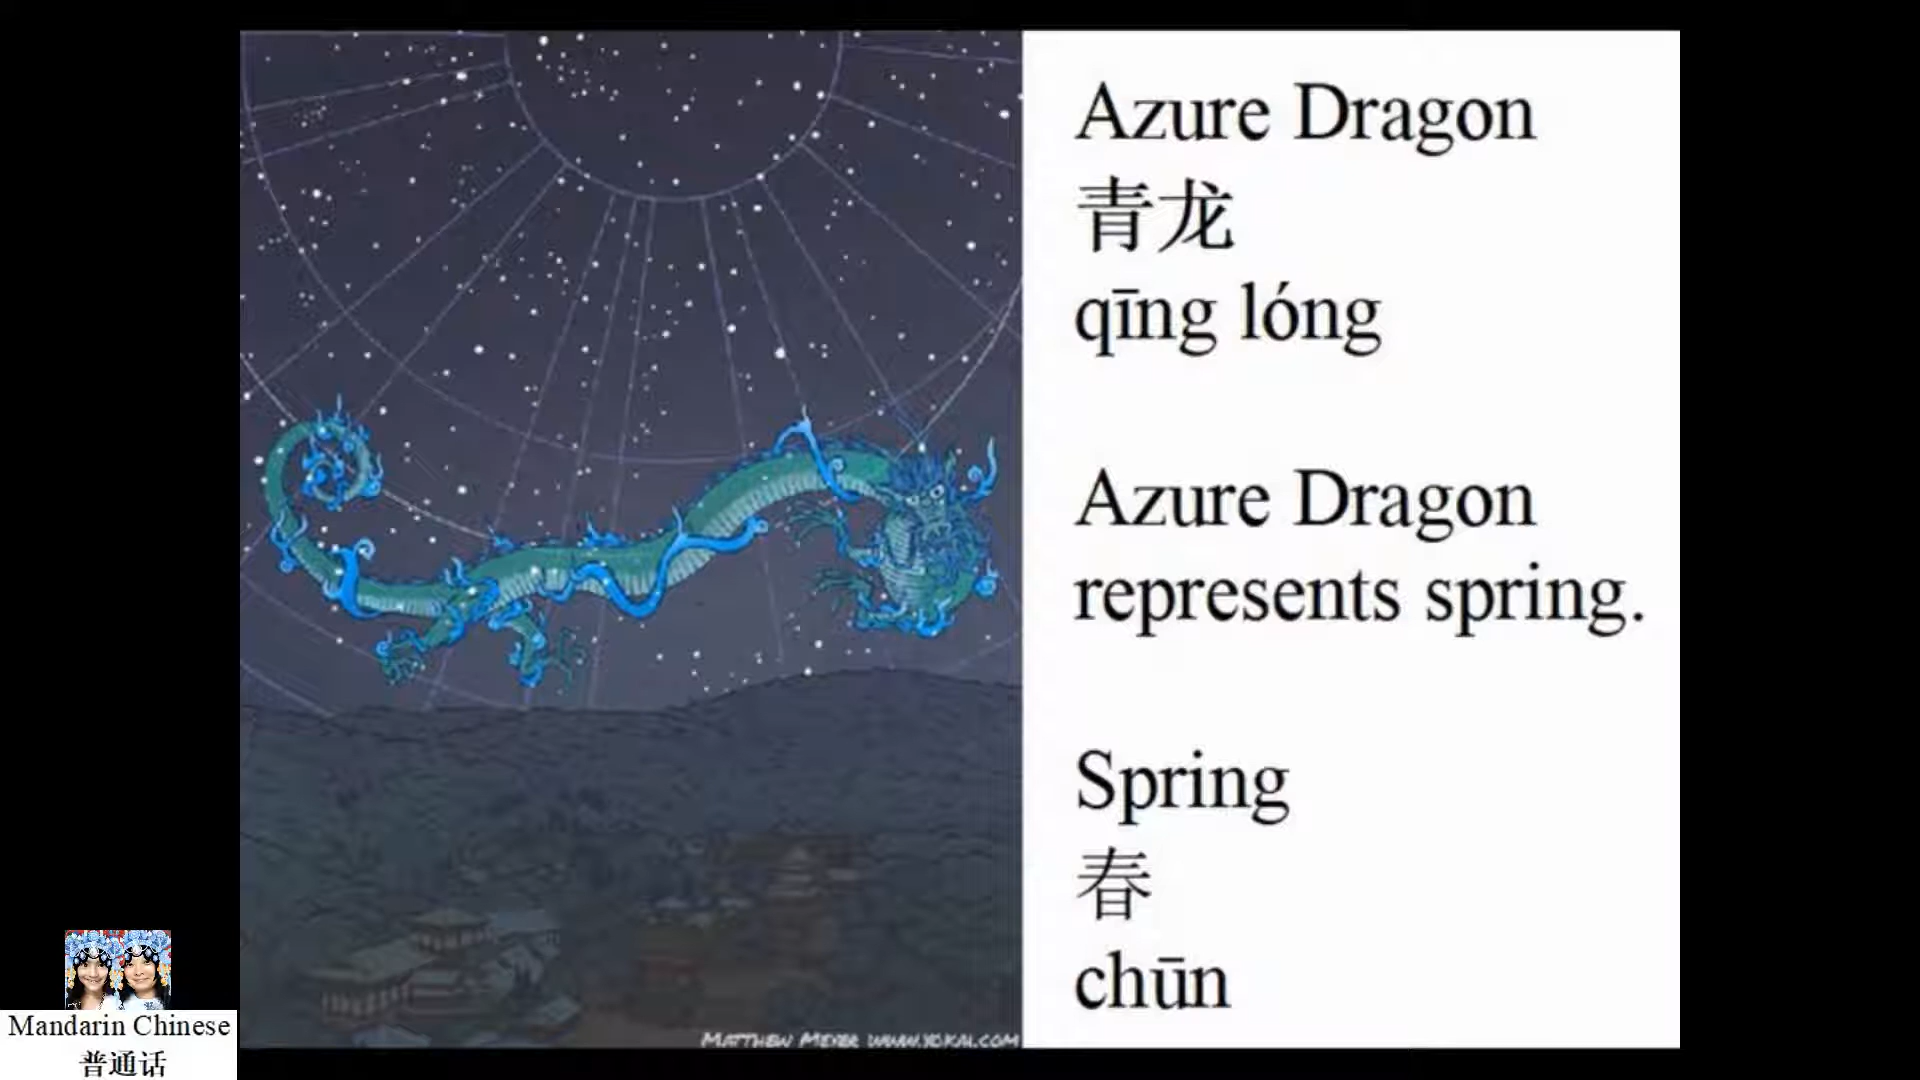 Azure Dragon
青龙
qīng lóng
Azure Dragon
represents spring.
Spring
春
chūn
MATTHEW MEYER WWW.YOKAI.COM
Mandarin Chinese
普通话